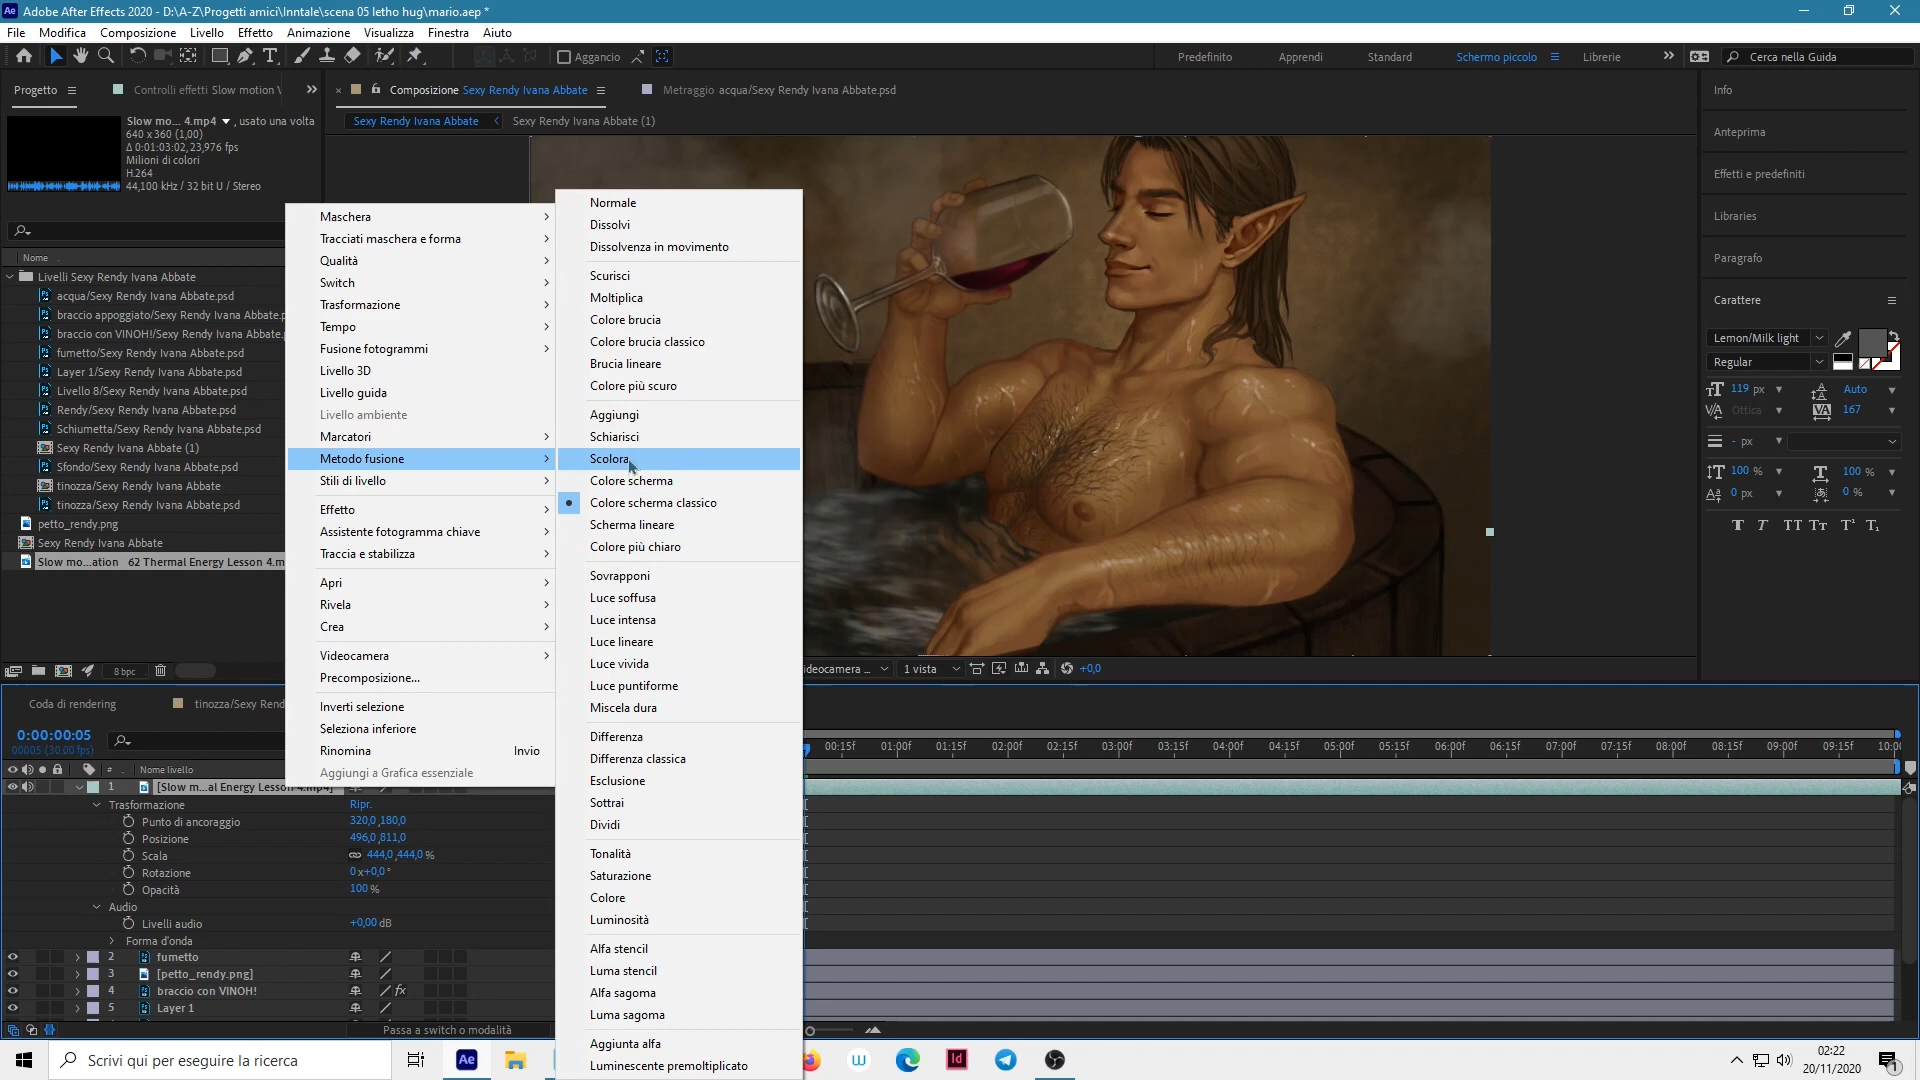 Adobe After Effects 2020 - D:\A-Z\Progetti amici\Inntale\scena 05 letho hug\mario.aep *
File Modifica Composizione Livello Effetto Animazione Visualizza Finestra Aiuto
Aggancio Predefinito Apprendi Standard Schermo piccolo Librerie Cerca nella Guida
Progetto Controlli effetti Slow motion Composizione Sexy Rendy Ivana Abbate Metraggio acqua/Sexy Rendy Ivana Abbate.psd Info
Slow mo... 4.mp4 , usato una volta Sexy Rendy Ivana Abbate Sexy Rendy Ivana Abbate (1)
640 x 360 (1,00) Anteprima
Δ 0:01:03:02, 23,976 fps
Milioni di colori
H.264 Effetti e predefiniti
44,100 kHz / 32 bit U / Stereo
Libraries
Paragrafo
Carattere
Lemon/Milk light
Regular
119 px Auto
Ottica 167
- px
100 % 100 %
0 px 0 %
T T TT Tт T¹ T₁
Nome
Livelli Sexy Rendy Ivana Abbate
acqua/Sexy Rendy Ivana Abbate.psd
braccio appoggiato/Sexy Rendy Ivana Abbate.p
braccio con VINOH!/Sexy Rendy Ivana Abbate.
fumetto/Sexy Rendy Ivana Abbate.psd
Layer 1/Sexy Rendy Ivana Abbate.psd
Livello 8/Sexy Rendy Ivana Abbate.psd
Rendy/Sexy Rendy Ivana Abbate.psd
Schiumetta/Sexy Rendy Ivana Abbate.psd
Sexy Rendy Ivana Abbate (1)
Sfondo/Sexy Rendy Ivana Abbate.psd
tinozza/Sexy Rendy Ivana Abbate
tinozza/Sexy Rendy Ivana Abbate.psd
petto_rendy.png
Sexy Rendy Ivana Abbate
Slow mo...ation 62 Thermal Energy Lesson 4.m
8 bpc
Maschera
Tracciati maschera e forma
Qualità
Switch
Trasformazione
Tempo
Fusione fotogrammi
Livello 3D
Livello guida
Livello ambiente
Marcatori
Metodo fusione
Stili di livello
Effetto
Assistente fotogramma chiave
Traccia e stabilizza
Apri
Rivela
Crea
Videocamera
Precomposizione...
Inverti selezione
Seleziona inferiore
Rinomina Invio
Aggiungi a Grafica essenziale
Normale
Dissolvi
Dissolvenza in movimento
Scurisci
Moltiplica
Colore brucia
Colore brucia classico
Brucia lineare
Colore più scuro
Aggiungi
Schiarisci
Scolora
Colore scherma
Colore scherma classico
Scherma lineare
Colore più chiaro
Sovrapponi
Luce soffusa
Luce intensa
Luce lineare
Luce vivida
Luce puntiforme
Miscela dura
Differenza
Differenza classica
Esclusione
Sottrai
Dividi
Tonalità
Saturazione
Colore
Luminosità
Alfa stencil
Luma stencil
Alfa sagoma
Luma sagoma
Aggiunta alfa
Luminescente premoltiplicato
ideocamera ... 1 vista +0,0
Coda di rendering tinozza/Sexy Rend
0:00:00:05
00005 (30.00 fps)
00:15f 01:00f 01:15f 02:00f 02:15f 03:00f 03:15f 04:00f 04:15f 05:00f 05:15f 06:00f 06:15f 07:00f 07:15f 08:00f 08:15f 09:00f 09:15f 10:0
# Nome livello
1 [Slow m...al Energy Lesson 4.mp4]
Trasformazione Ripr.
Punto di ancoraggio 320,0 ,180,0
Posizione 496,0 ,811,0
Scala 444,0 ,444,0 %
Rotazione 0 x+0,0 °
Opacità 100 %
Audio
Livelli audio +0,00 dB
Forma d'onda
2 fumetto
3 [petto_rendy.png]
4 braccio con VINOH! fx
5 Layer 1
Passa a switch o modalità
Scrivi qui per eseguire la ricerca Ae Id 02:22
20/11/2020 1